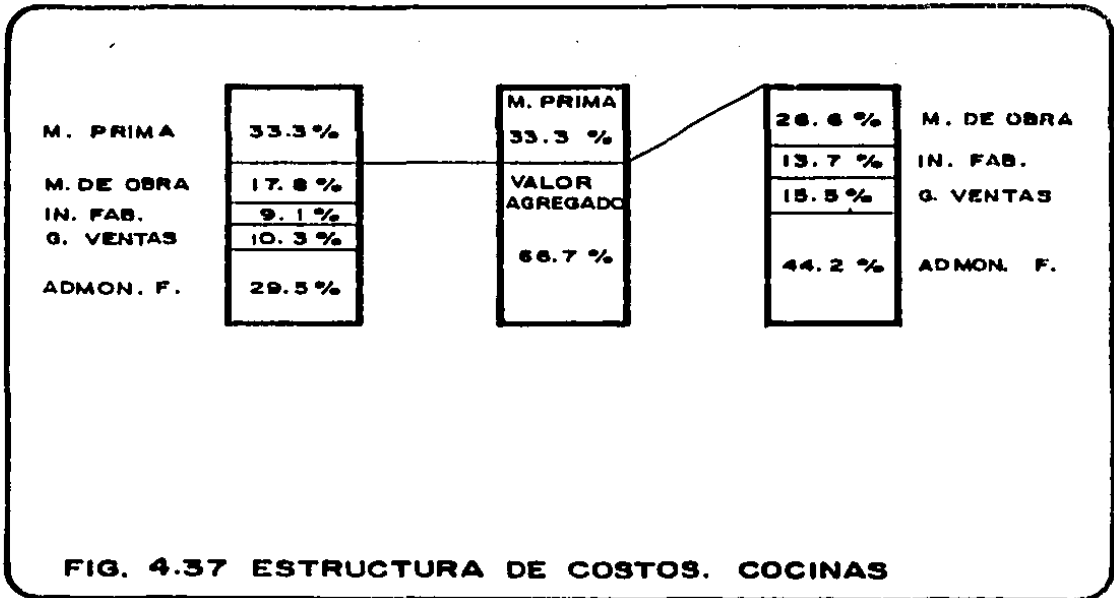 M. PRIMA 33.3 %
M. DE OBRA 17.8 %
IN. FAB. 9.1 %
G. VENTAS 10.3 %
ADMON. F. 29.5 %
M. PRIMA
33.3 %
VALOR
AGREGADO
66.7 %
26.6 % M. DE OBRA
13.7 % IN. FAB.
15.5 % G. VENTAS
44.2 % ADMON. F.
FIG. 4.37 ESTRUCTURA DE COSTOS. COCINAS